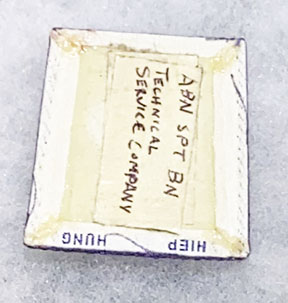 ABN SPT BN
TECHNICAL
SERVICE COMPANY
HIEP HUNG